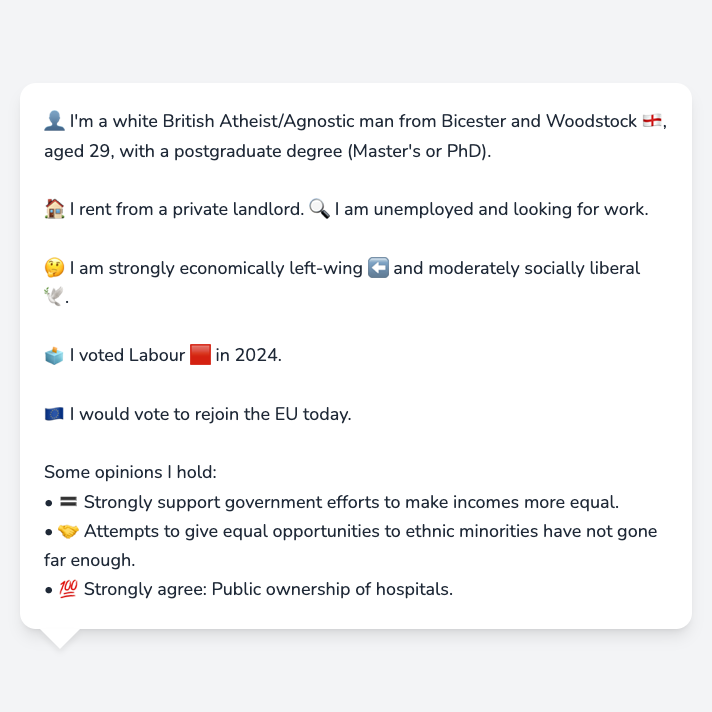 👤 I'm a white British Atheist/Agnostic man from Bicester and Woodstock 🏴󠁧󠁢󠁥󠁮󠁧󠁿,
aged 29, with a postgraduate degree (Master's or PhD).
🏠 I rent from a private landlord. 🔍 I am unemployed and looking for work.
🤔 I am strongly economically left-wing ⬅️ and moderately socially liberal
🕊️.
🗳️ I voted Labour 🟥 in 2024.
🇪🇺 I would vote to rejoin the EU today.
Some opinions I hold:
• 🟰 Strongly support government efforts to make incomes more equal.
• 🤝 Attempts to give equal opportunities to ethnic minorities have not gone
far enough.
• 💯 Strongly agree: Public ownership of hospitals.